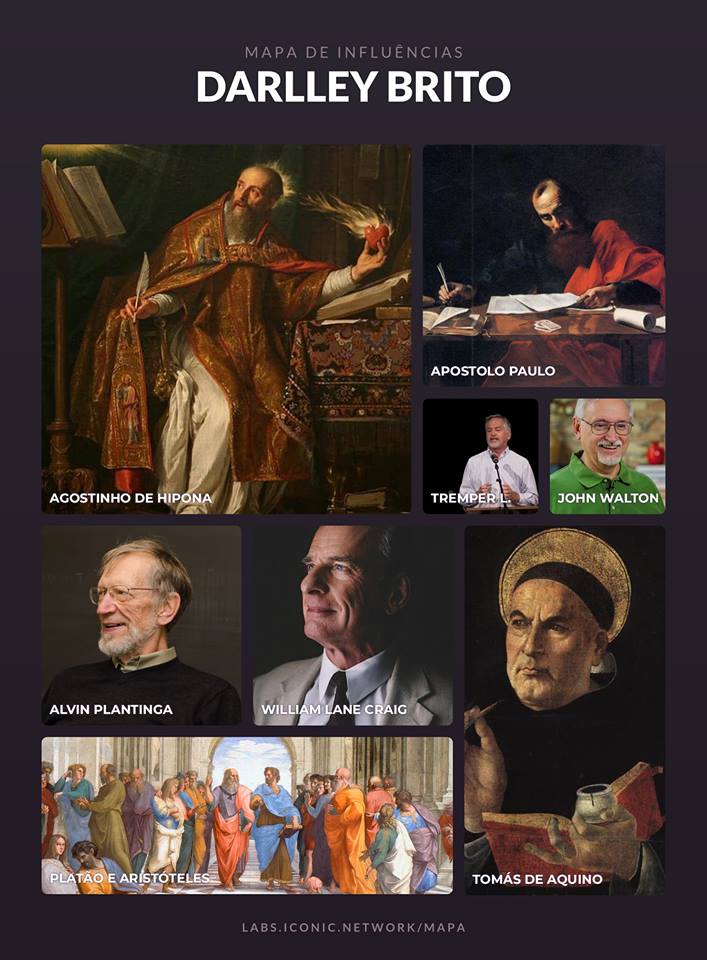 MAPA DE INFLUÊNCIAS
DARLLEY BRITO
AGOSTINHO DE HIPONA
APOSTOLO PAULO
TREMPER L.
JOHN WALTON
ALVIN PLANTINGA
WILLIAM LANE CRAIG
PLATÃO E ARISTÓTELES
TOMÁS DE AQUINO
LABS.ICONIC.NETWORK/MAPA